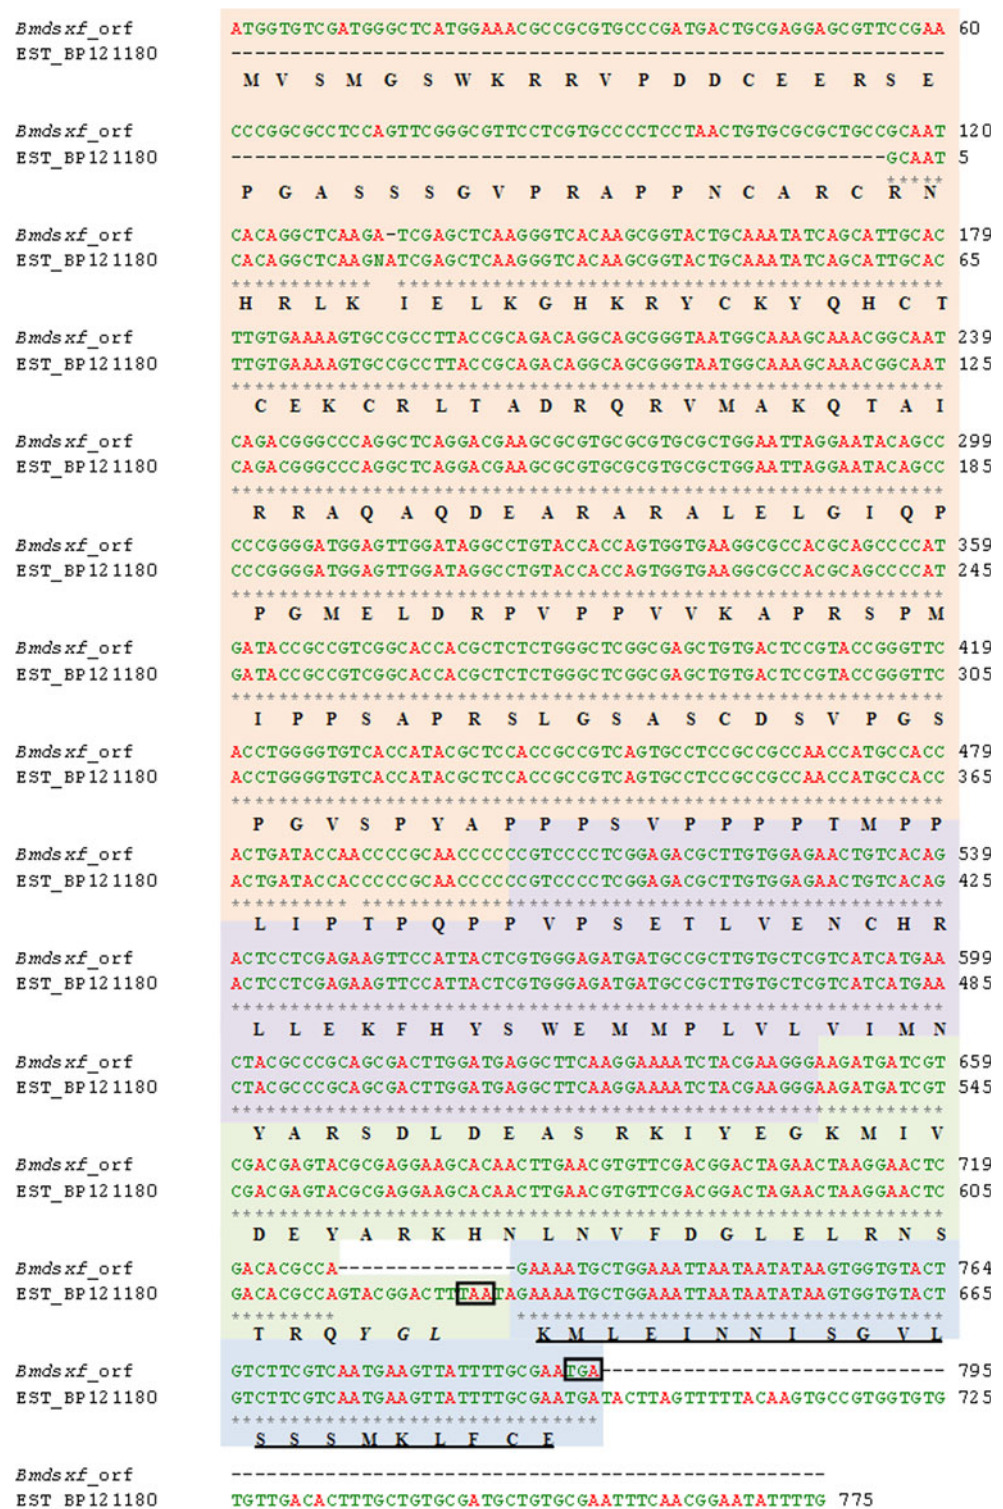 Bmdsxf_orf ATGGTGTCGATGGGCTCATGGAAACGCCGCGTGCCCGATGACTGCGAGGAGCGTTCCGAA 60
EST_BP121180 ------------------------------------------------------------
M V S M G S W K R R V P D D C E E R S E
Bmdsxf_orf CCCGGCGCCTCCAGTTCGGGCGTTCCTCGTGCCCCTCCTAACTGTGCGCGCTGCCGCAAT 120
EST_BP121180 -------------------------------------------------------GCAAT 5
*****
P G A S S S G V P R A P P N C A R C R N
Bmdsxf_orf CACAGGCTCAAGA-TCGAGCTCAAGGGTCACAAGCGGTACTGCAAATATCAGCATTGCAC 179
EST_BP121180 CACAGGCTCAAGNATCGAGCTCAAGGGTCACAAGCGGTACTGCAAATATCAGCATTGCAC 65
************ **********************************************
H R L K I E L K G H K R Y C K Y Q H C T
Bmdsxf_orf TTGTGAAAAGTGCCGCCTTACCGCAGACAGGCAGCGGGTAATGGCAAAGCAAACGGCAAT 239
EST_BP121180 TTGTGAAAAGTGCCGCCTTACCGCAGACAGGCAGCGGGTAATGGCAAAGCAAACGGCAAT 125
************************************************************
C E K C R L T A D R Q R V M A K Q T A I
Bmdsxf_orf CAGACGGGCCCAGGCTCAGGACGAAGCGCGTGCGCGTGCGCTGGAATTAGGAATACAGCC 299
EST_BP121180 CAGACGGGCCCAGGCTCAGGACGAAGCGCGTGCGCGTGCGCTGGAATTAGGAATACAGCC 185
************************************************************
R R A Q A Q D E A R A R A L E L G I Q P
Bmdsxf_orf CCCGGGGATGGAGTTGGATAGGCCTGTACCACCAGTGGTGAAGGCGCCACGCAGCCCCAT 359
EST_BP121180 CCCGGGGATGGAGTTGGATAGGCCTGTACCACCAGTGGTGAAGGCGCCACGCAGCCCCAT 245
************************************************************
P G M E L D R P V P P V V K A P R S P M
Bmdsxf_orf GATACCGCCGTCGGCACCACGCTCTCTGGGCTCGGCGAGCTGTGACTCCGTACCGGGTTC 419
EST_BP121180 GATACCGCCGTCGGCACCACGCTCTCTGGGCTCGGCGAGCTGTGACTCCGTACCGGGTTC 305
************************************************************
I P P S A P R S L G S A S C D S V P G S
Bmdsxf_orf ACCTGGGGTGTCACCATACGCTCCACCGCCGTCAGTGCCTCCGCCGCCAACCATGCCACC 479
EST_BP121180 ACCTGGGGTGTCACCATACGCTCCACCGCCGTCAGTGCCTCCGCCGCCAACCATGCCACC 365
************************************************************
P G V S P Y A P P P S V P P P P T M P P
Bmdsxf_orf ACTGATACCAACCCCGCAACCCCCCGTCCCCTCGGAGACGCTTGTGGAGAACTGTCACAG 539
EST_BP121180 ACTGATACCACCCCCGCAACCCCCCGTCCCCTCGGAGACGCTTGTGGAGAACTGTCACAG 425
********** *************************************************
L I P T P Q P P V P S E T L V E N C H R
Bmdsxf_orf ACTCCTCGAGAAGTTCCATTACTCGTGGGAGATGATGCCGCTTGTGCTCGTCATCATGAA 599
EST_BP121180 ACTCCTCGAGAAGTTCCATTACTCGTGGGAGATGATGCCGCTTGTGCTCGTCATCATGAA 485
************************************************************
L L E K F H Y S W E M M P L V L V I M N
Bmdsxf_orf CTACGCCCGCAGCGACTTGGATGAGGCTTCAAGGAAAATCTACGAAGGGAAGATGATCGT 659
EST_BP121180 CTACGCCCGCAGCGACTTGGATGAGGCTTCAAGGAAAATCTACGAAGGGAAGATGATCGT 545
************************************************************
Y A R S D L D E A S R K I Y E G K M I V
Bmdsxf_orf CGACGAGTACGCGAGGAAGCACAACTTGAACGTGTTCGACGGACTAGAACTAAGGAACTC 719
EST_BP121180 CGACGAGTACGCGAGGAAGCACAACTTGAACGTGTTCGACGGACTAGAACTAAGGAACTC 605
************************************************************
D E Y A R K H N L N V F D G L E L R N S
Bmdsxf_orf GACACGCCA---------------GAAAATGCTGGAAATTAATAATATAAGTGGTGTACT 764
EST_BP121180 GACACGCCAGTACGGACTTTAATAGAAAATGCTGGAAATTAATAATATAAGTGGTGTACT 665
********* ************************************
T R Q Y G L K M L E I N N I S G V L
Bmdsxf_orf GTCTTCGTCAATGAAGTTATTTTGCGAATGA----------------------------- 795
EST_BP121180 GTCTTCGTCAATGAAGTTATTTTGCGAATGATACTTAGTTTTTACAAGTGCCGTGGTGTG 725
*******************************
S S S M K L F C E
Bmdsxf_orf --------------------------------------------------
EST_BP121180 TGTTGACACTTTGCTGTGCGATGCTGTGCGAATTTCAACGGAATATTTTG 775